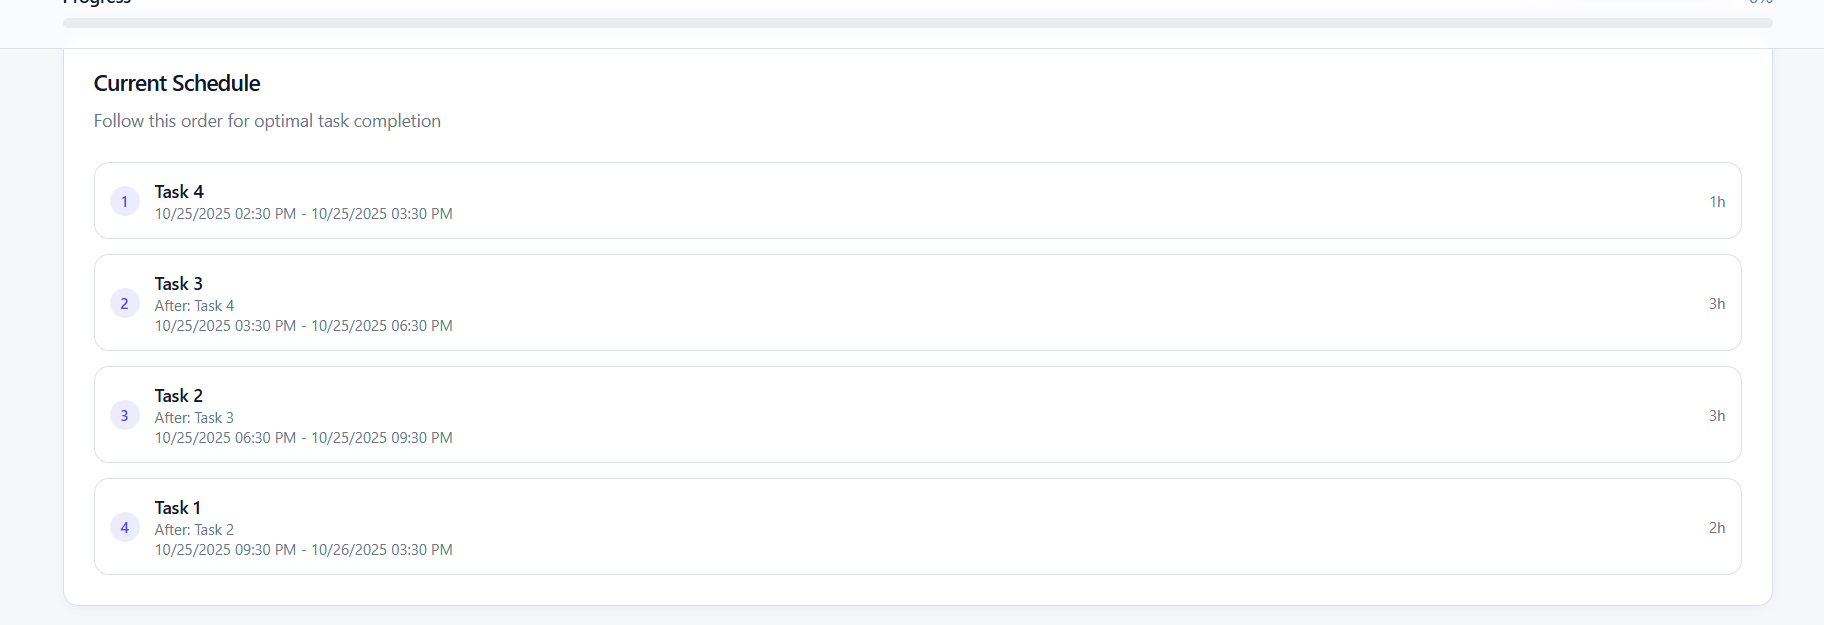 Progress
0%
Current Schedule
Follow this order for optimal task completion
1
Task 4
10/25/2025 02:30 PM - 10/25/2025 03:30 PM
1h
2
Task 3
After: Task 4
10/25/2025 03:30 PM - 10/25/2025 06:30 PM
3h
3
Task 2
After: Task 3
10/25/2025 06:30 PM - 10/25/2025 09:30 PM
3h
4
Task 1
After: Task 2
10/25/2025 09:30 PM - 10/26/2025 03:30 PM
2h